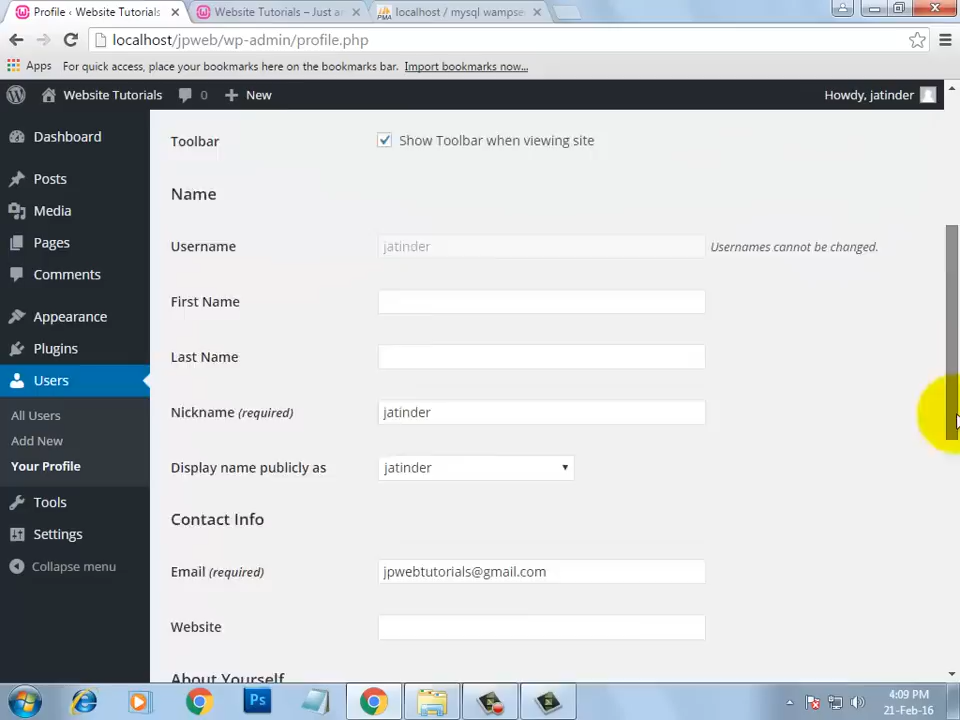 Profile ‹ Website Tutorials
Website Tutorials – Just a
localhost / mysql wampse
localhost/jpweb/wp-admin/profile.php
Apps
For quick access, place your bookmarks here on the bookmarks bar. Import bookmarks now...
Website Tutorials
0
New
Howdy, jatinder
Dashboard
Posts
Media
Pages
Comments
Appearance
Plugins
Users
All Users
Add New
Your Profile
Tools
Settings
Collapse menu
Toolbar
Show Toolbar when viewing site
Name
Username
jatinder
Usernames cannot be changed.
First Name
Last Name
Nickname (required)
jatinder
Display name publicly as
jatinder
Contact Info
Email (required)
jpwebtutorials@gmail.com
Website
About Yourself
Ps
4:09 PM
21-Feb-16